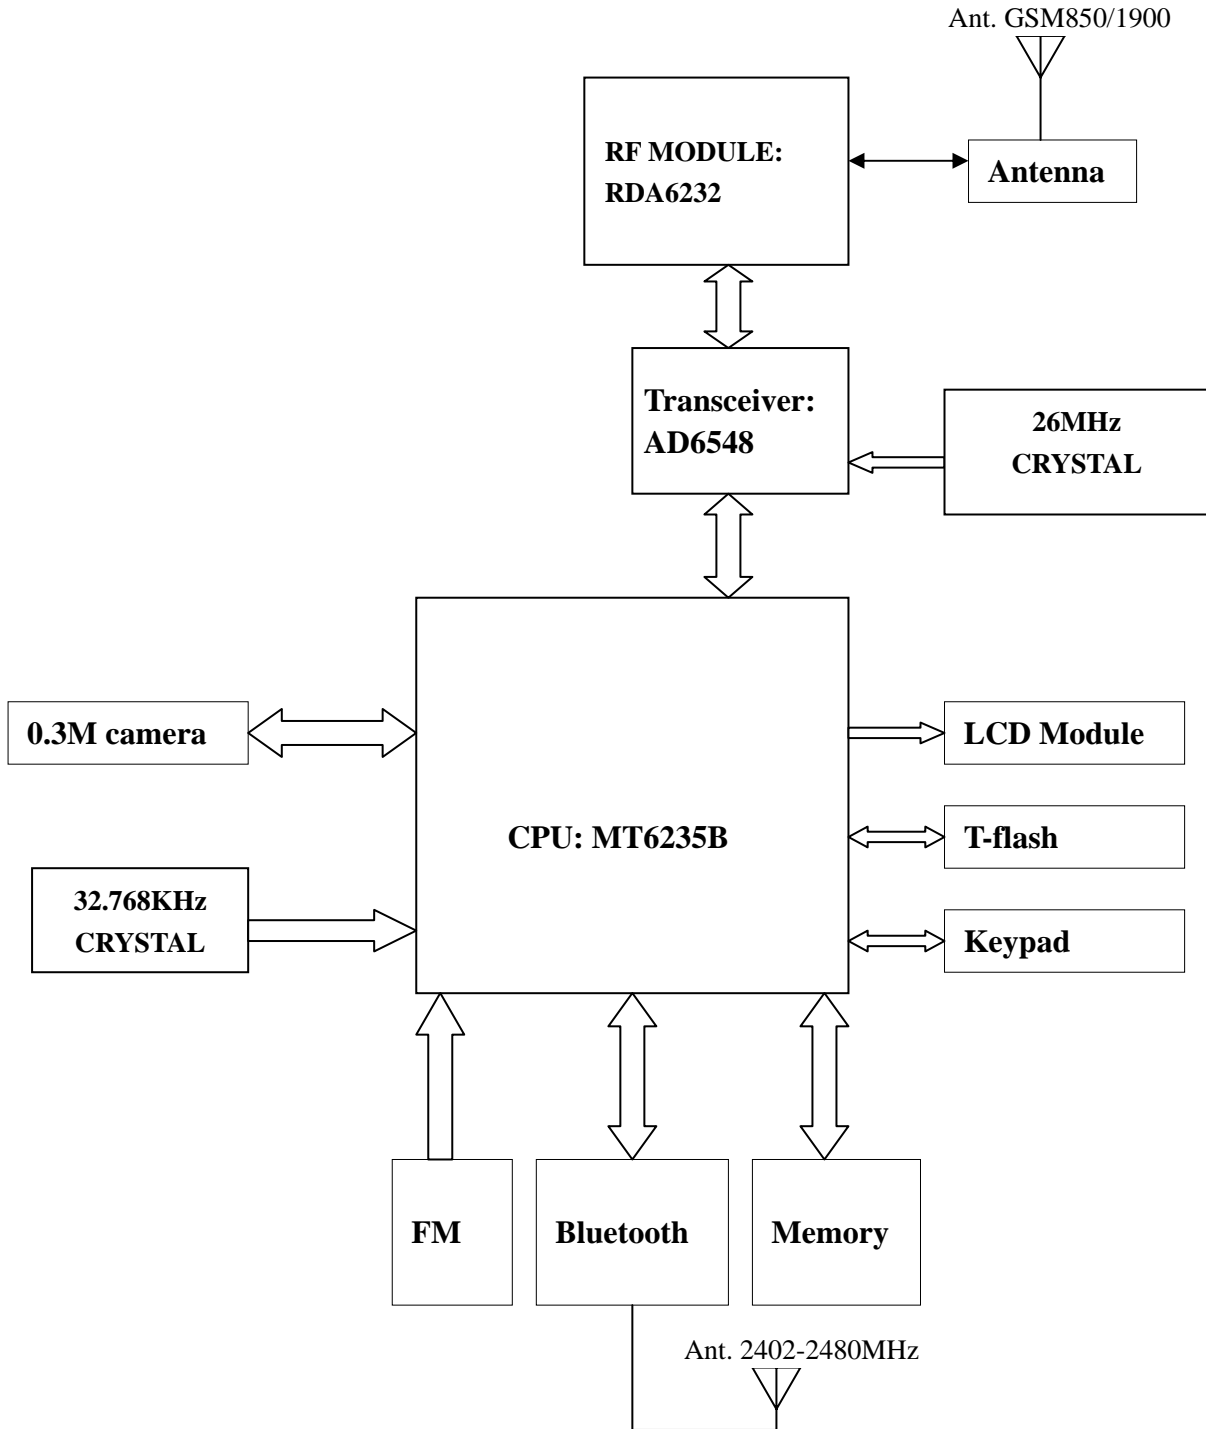 Ant. GSM850/1900
RF MODULE:
RDA6232
Antenna
Transceiver:
AD6548
26MHz
CRYSTAL
0.3M camera
LCD Module
CPU: MT6235B
T-flash
32.768KHz
CRYSTAL
Keypad
FM
Bluetooth
Memory
Ant. 2402-2480MHz